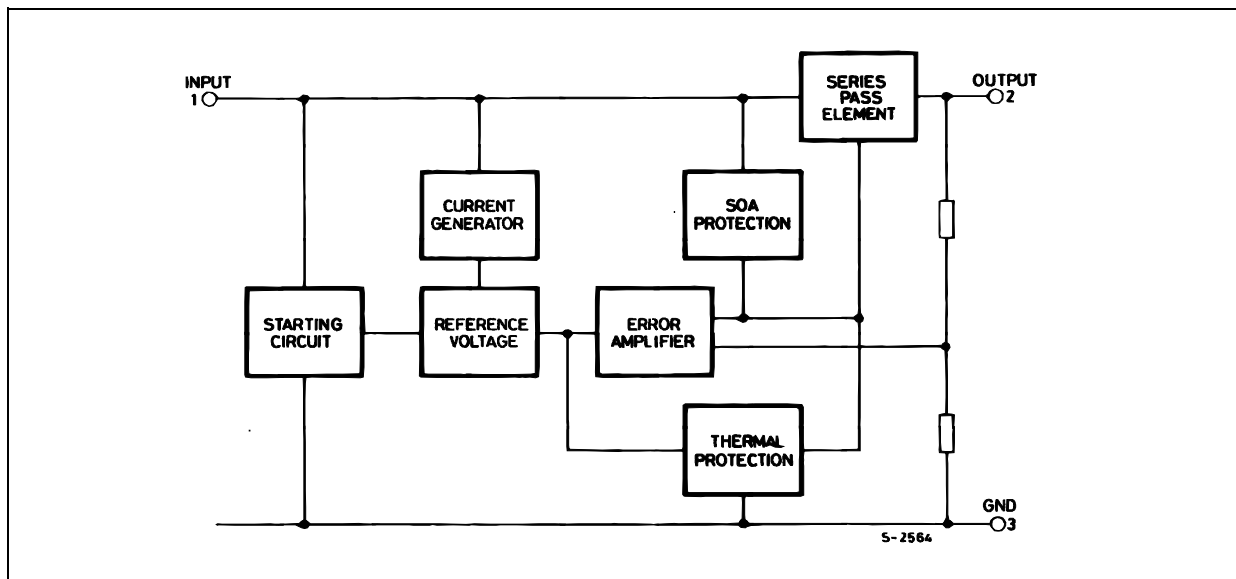 INPUT
1
SERIES
PASS
ELEMENT
OUTPUT
2
CURRENT
GENERATOR
SOA
PROTECTION
STARTING
CIRCUIT
REFERENCE
VOLTAGE
ERROR
AMPLIFIER
THERMAL
PROTECTION
GND
3
S-2564